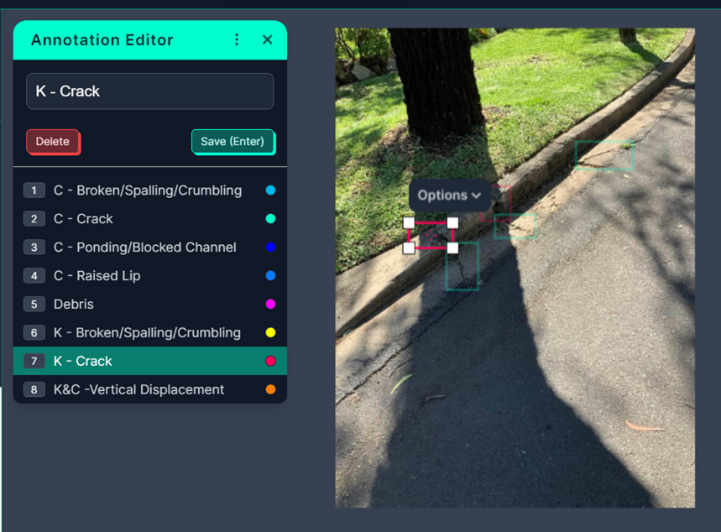 Annotation Editor
K - Crack
Delete
Save (Enter)
1 C - Broken/Spalling/Crumbling
2 C - Crack
3 C - Ponding/Blocked Channel
4 C - Raised Lip
5 Debris
6 K - Broken/Spalling/Crumbling
7 K - Crack
8 K&C -Vertical Displacement
Options